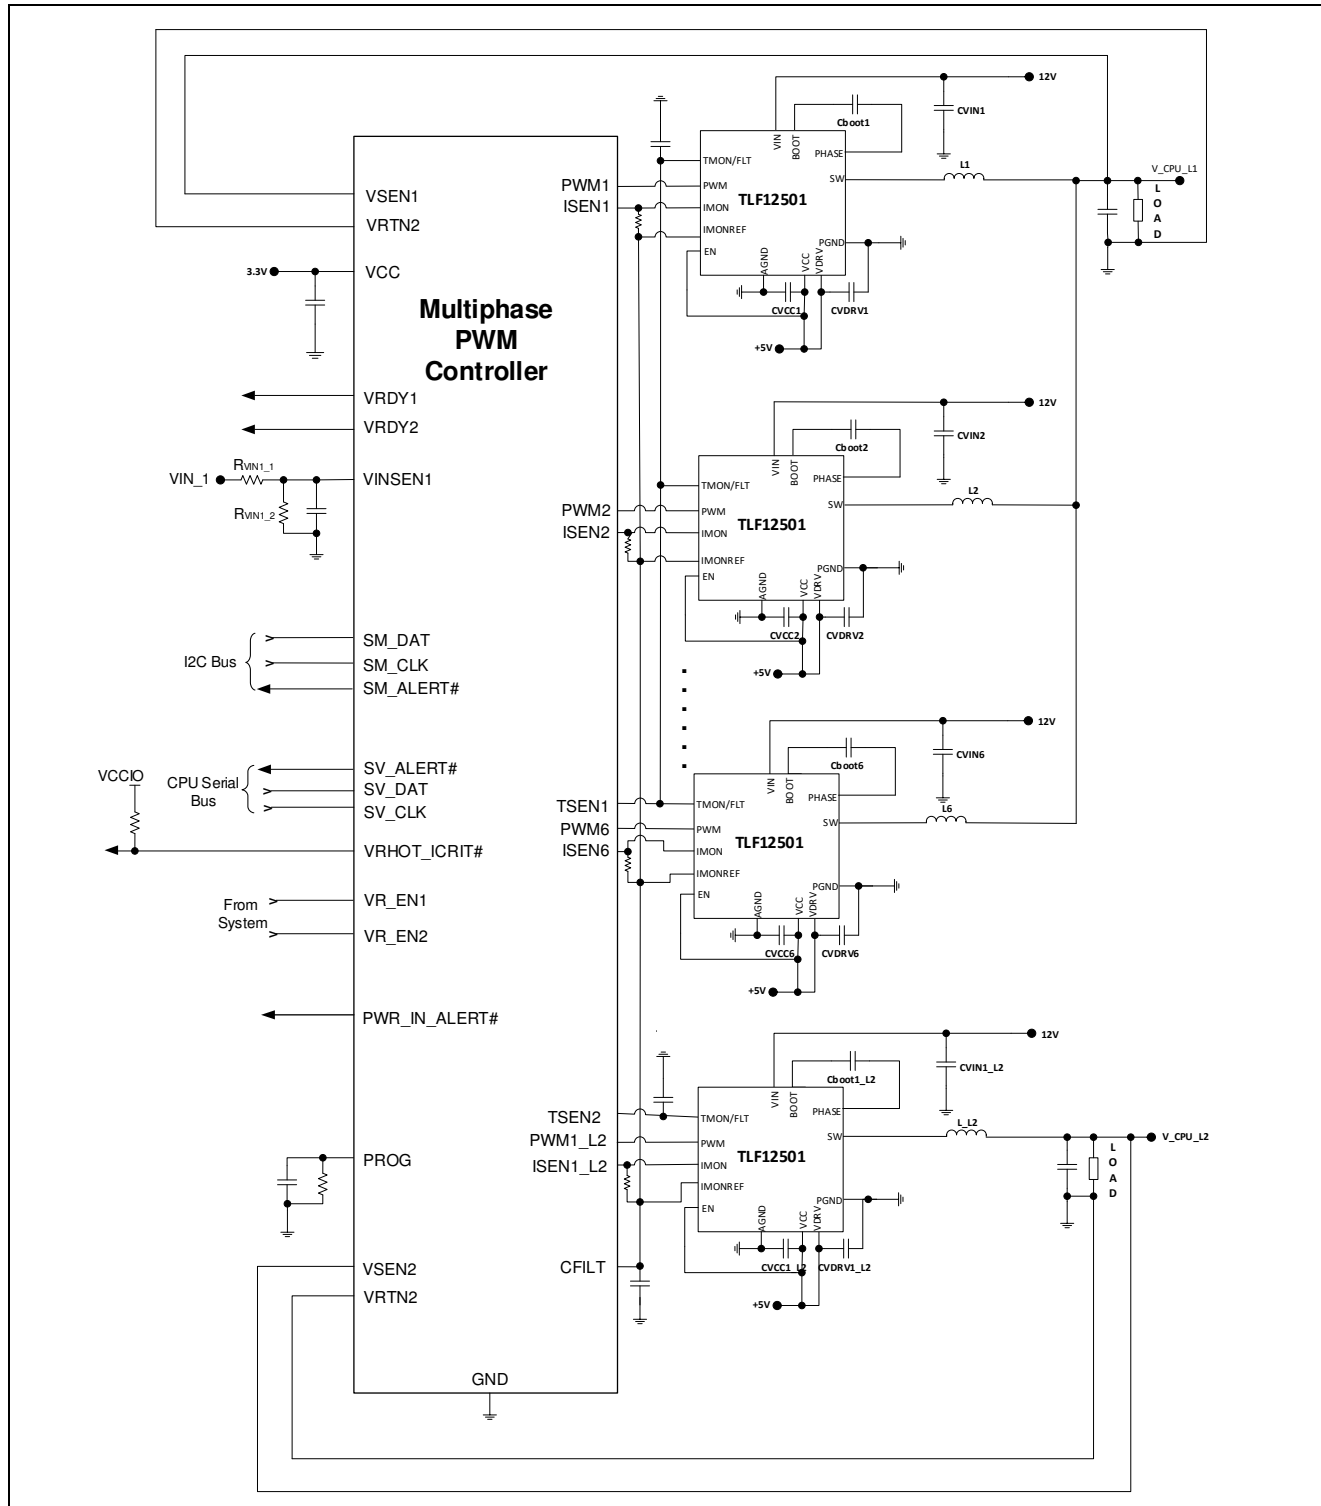 12V
CVIN1
Cboot1
VIN
BOOT
PHASE
TMON/FLT
SW
L1
V_CPU_L1
VSEN1
PWM1
PWM
TLF12501
L
O
A
D
ISEN1
IMON
VRTN2
IMONREF
PGND
EN
AGND
VCC
VDRV
3.3V
VCC
CVCC1
CVDRV1
Multiphase
PWM
Controller
+5V
VRDY1
12V
VRDY2
CVIN2
Cboot2
VIN
BOOT
RVIN1_1
PHASE
VIN_1
VINSEN1
TMON/FLT
L2
SW
RVIN1_2
PWM2
PWM
TLF12501
ISEN2
IMON
IMONREF
PGND
EN
AGND
VCC
VDRV
CVCC2
CVDRV2
SM_DAT
I2C Bus
SM_CLK
+5V
SM_ALERT#
12V
CVIN6
Cboot6
VIN
BOOT
SV_ALERT#
VCCIO
CPU Serial
Bus
SV_DAT
PHASE
SV_CLK
TSEN1
TMON/FLT
L6
SW
PWM6
PWM
TLF12501
VRHOT_ICRIT#
ISEN6
IMON
IMONREF
PGND
EN
VR_EN1
From
System
AGND
VCC
VDRV
VR_EN2
CVCC6
CVDRV6
+5V
PWR_IN_ALERT#
12V
CVIN1_L2
Cboot1_L2
VIN
BOOT
PHASE
TSEN2
TMON/FLT
L_L2
SW
V_CPU_L2
PWM1_L2
PWM
TLF12501
L
O
A
D
PROG
ISEN1_L2
IMON
IMONREF
PGND
EN
AGND
VCC
VDRV
VSEN2
CFILT
CVCC1_L2
CVDRV1_L2
VRTN2
+5V
GND